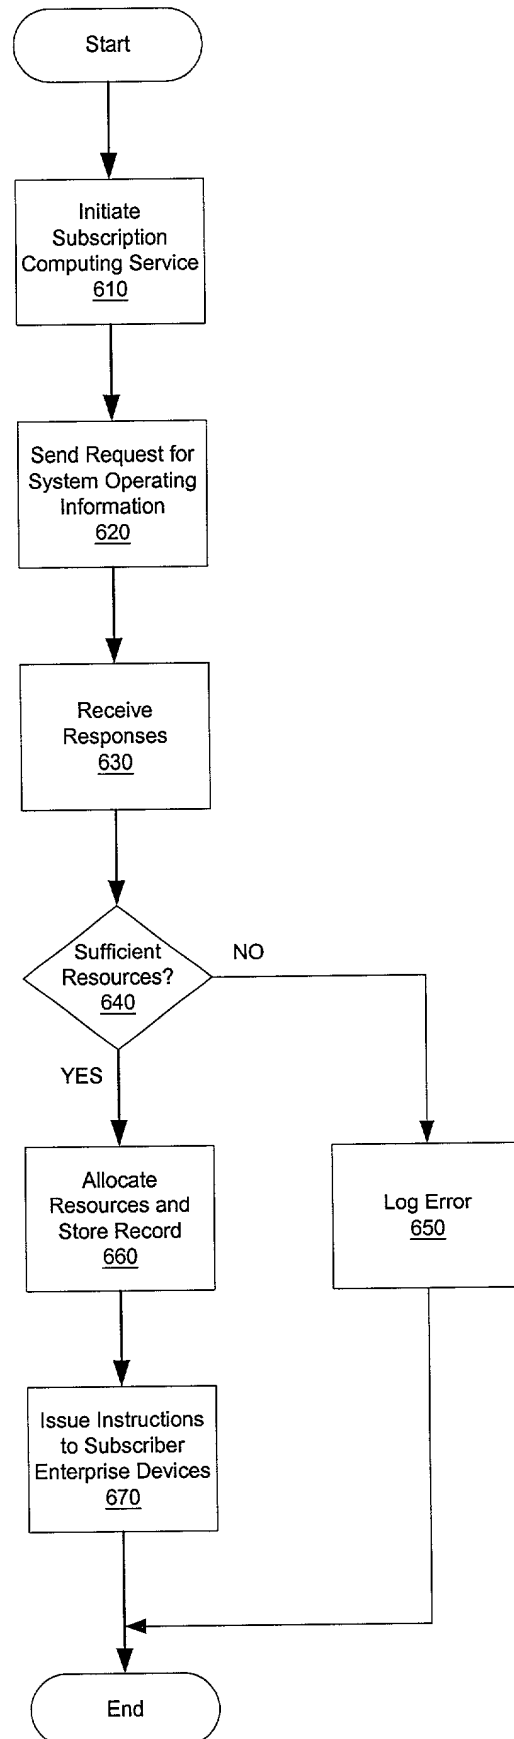 Start
Initiate
Subscription
Computing Service
610
Send Request for
System Operating
Information
620
Receive
Responses
630
Sufficient
Resources?
640
NO
YES
Allocate
Resources and
Store Record
660
Log Error
650
Issue Instructions
to Subscriber
Enterprise Devices
670
End